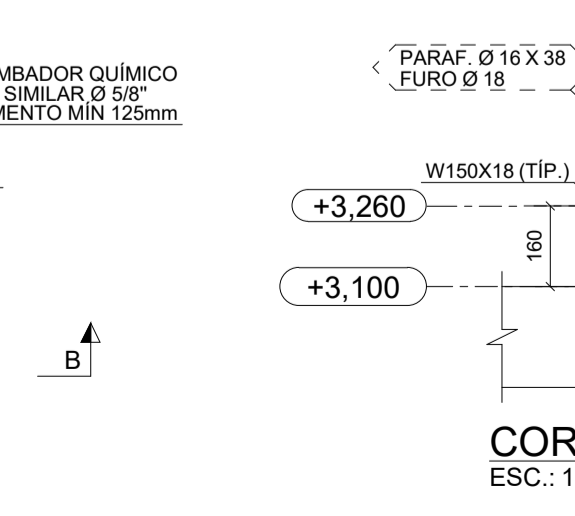 MBADOR QUÍMICO
SIMILAR Ø 5/8"
MENTO MÍN 125mm
PARAF. Ø 16 X 38
FURO Ø 18
W150X18 (TÍP.)
+3,260
160
+3,100
B
COR
ESC.: 1